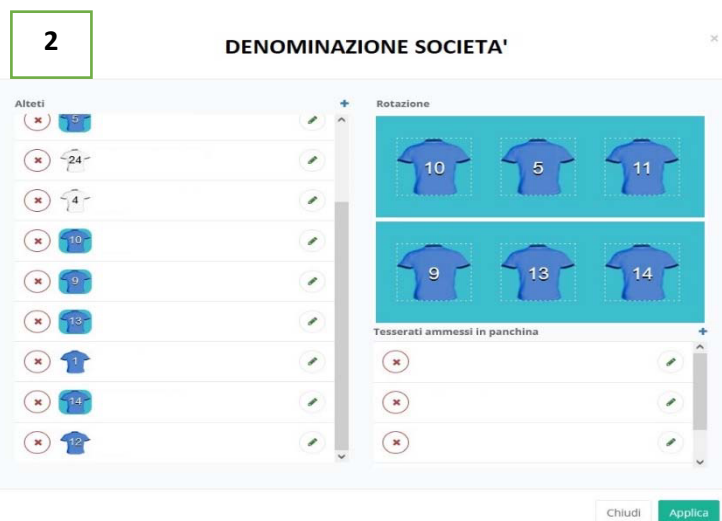 2
DENOMINAZIONE SOCIETA'
Alteti
5
24
4
10
9
13
1
14
12
Rotazione
10 5 11
9 13 14
Tesserati ammessi in panchina
Chiudi Applica